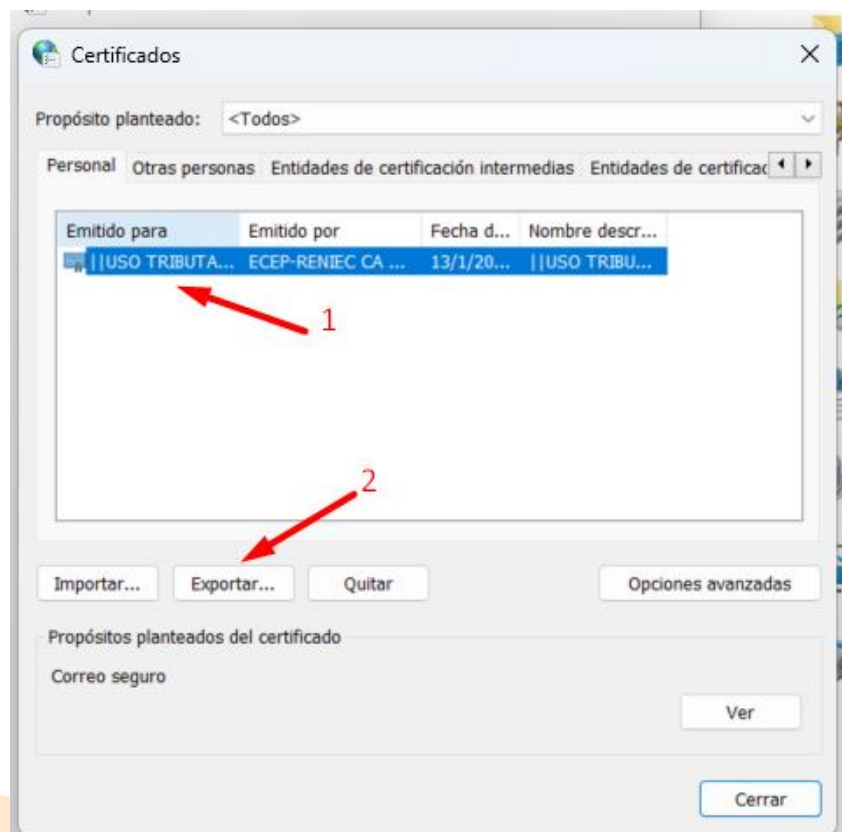 Certificados
Propósito planteado: <Todos>
Personal Otras personas Entidades de certificación intermedias Entidades de certificac
Emitido para Emitido por Fecha d... Nombre descr...
||USO TRIBUTA... ECEP-RENIEC CA ... 13/1/20... ||USO TRIBU...
1
2
Importar... Exportar... Quitar Opciones avanzadas
Propósitos planteados del certificado
Correo seguro
Ver
Cerrar